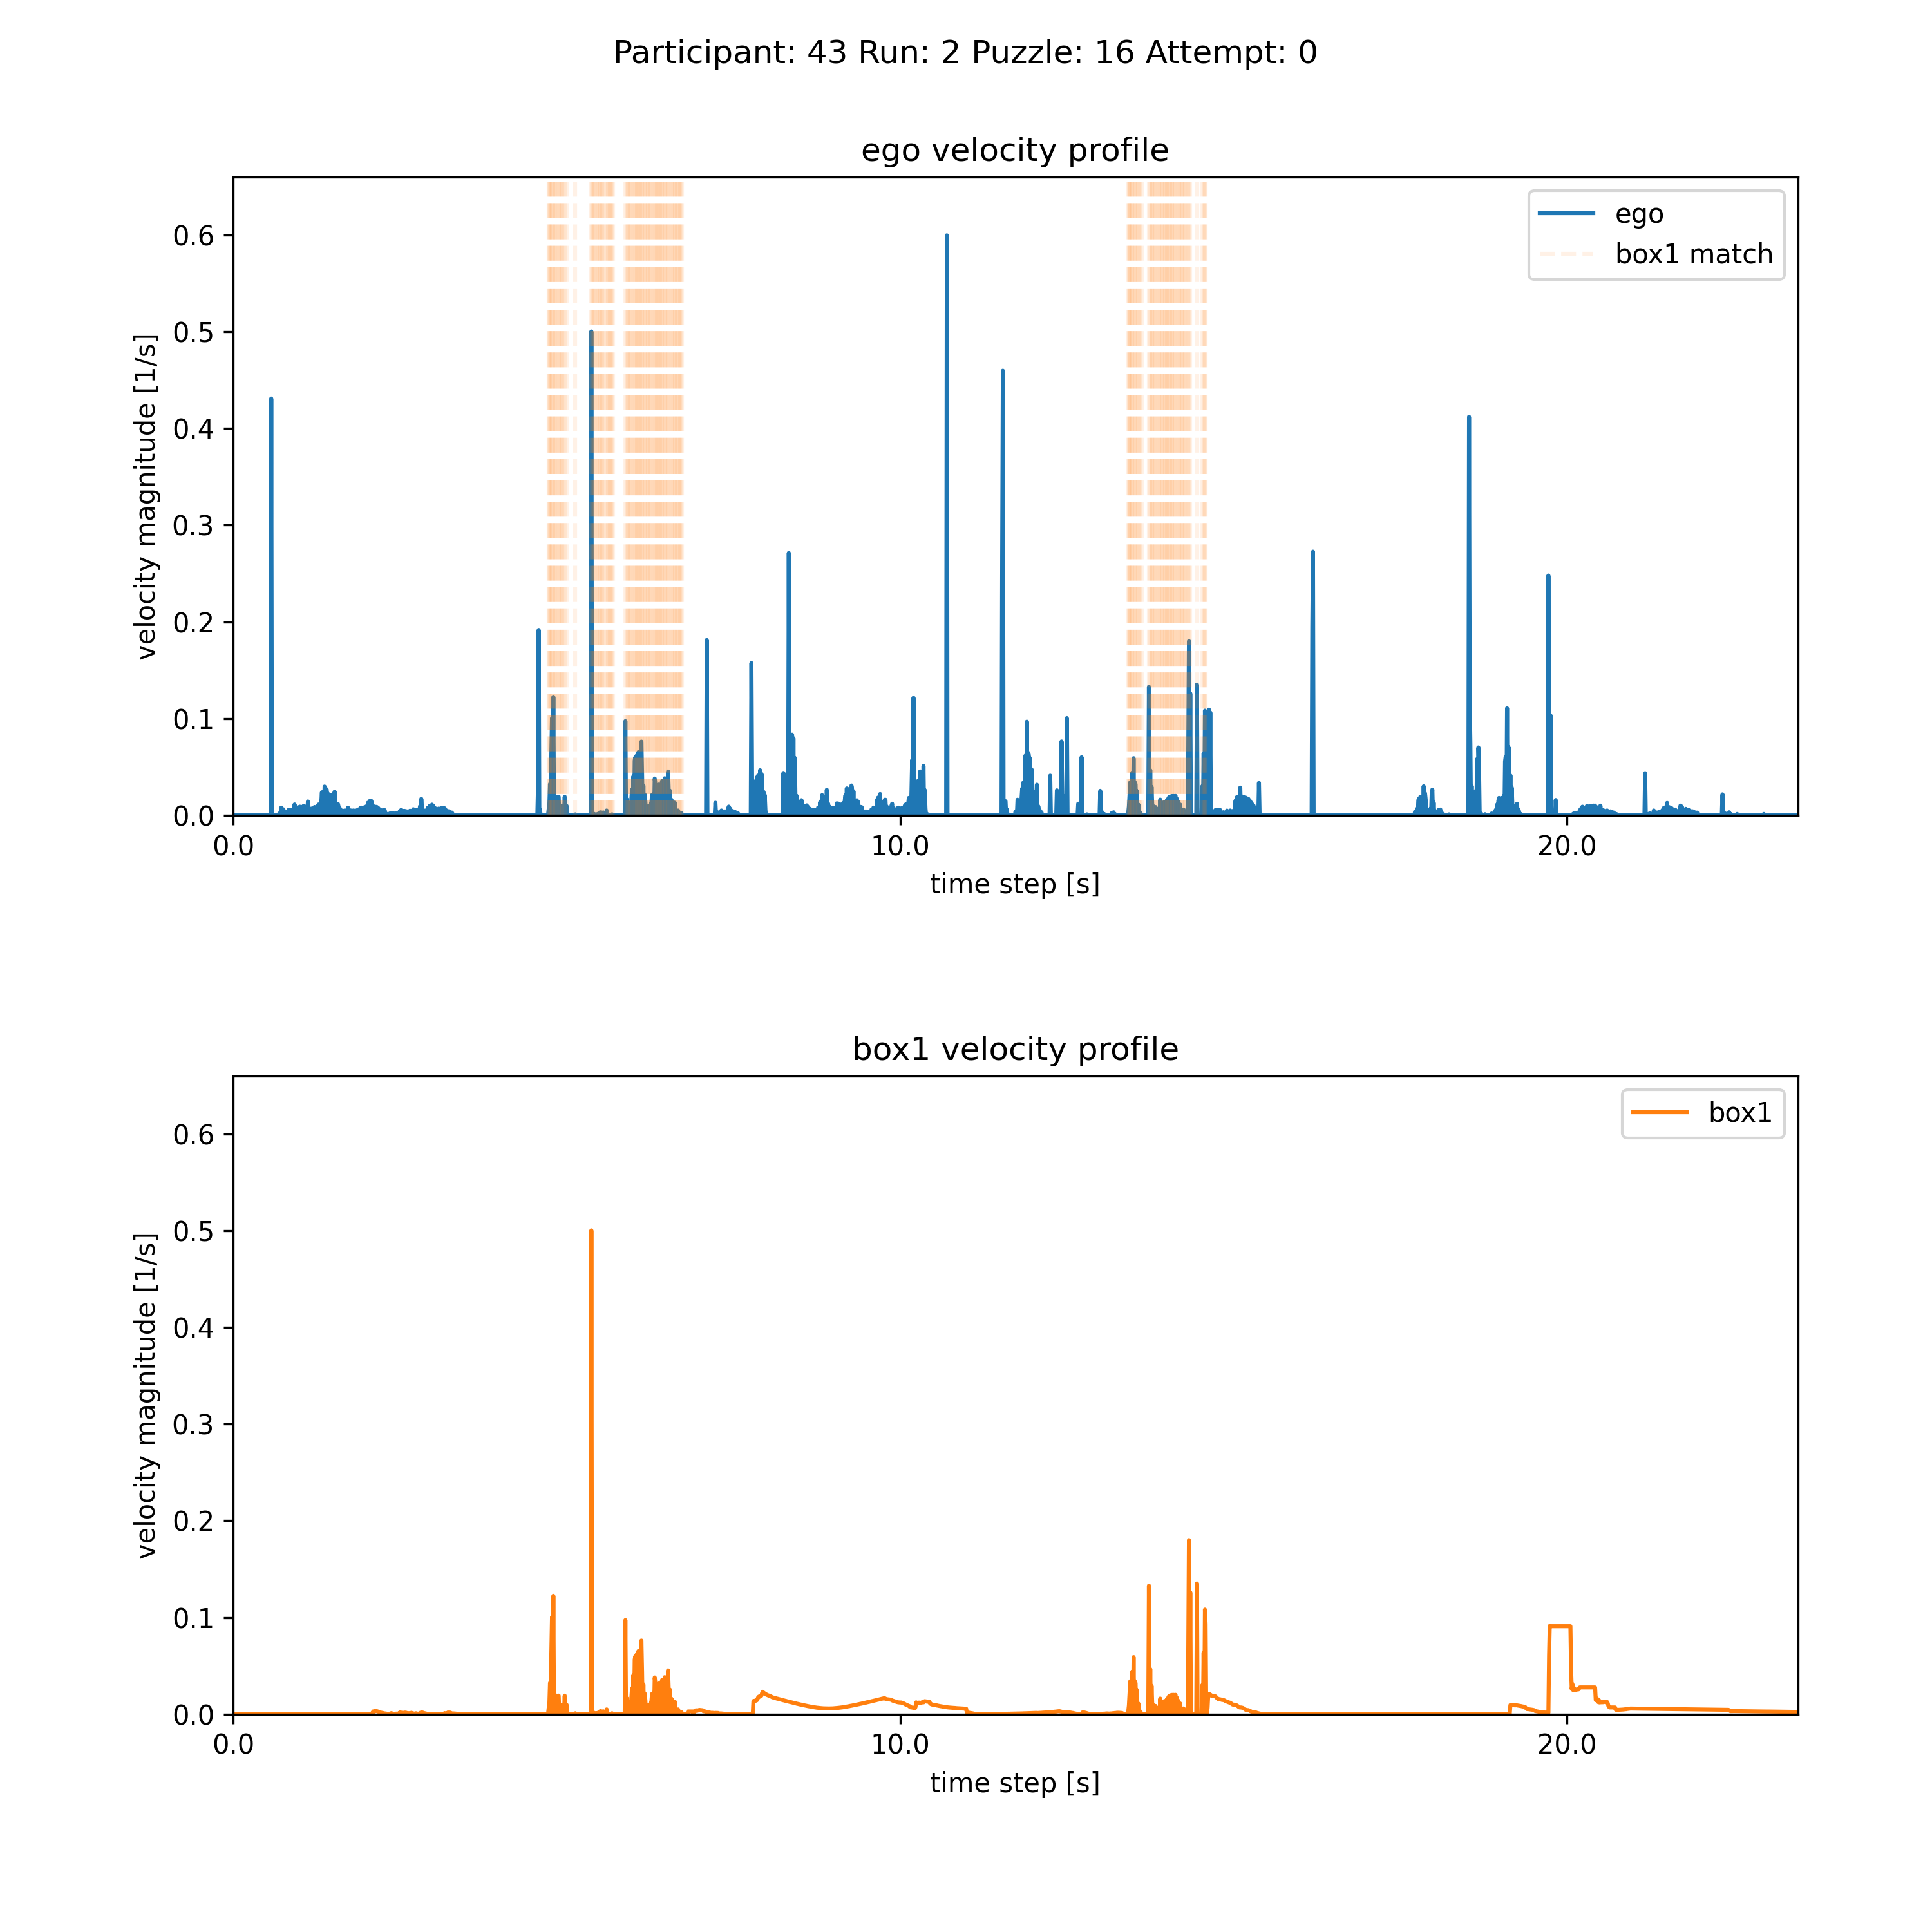 Participant: 43 Run: 2 Puzzle: 16 Attempt: 0
ego velocity profile
ego
box1 match
velocity magnitude [1/s]
0.6
0.5
0.4
0.3
0.2
0.1
0.0
0.0 10.0 20.0
time step [s]
box1 velocity profile
box1
velocity magnitude [1/s]
0.6
0.5
0.4
0.3
0.2
0.1
0.0
0.0 10.0 20.0
time step [s]